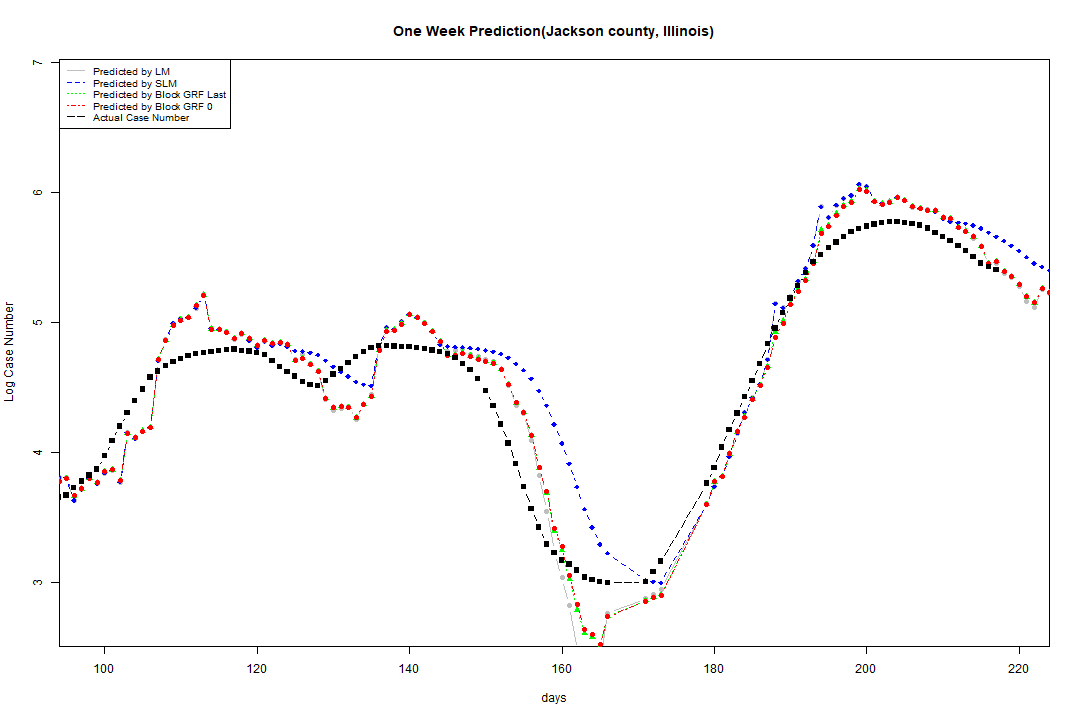 One Week Prediction(Jackson county, Illinois)
Predicted by LM
Predicted by SLM
Predicted by Block GRF Last
Predicted by Block GRF 0
Actual Case Number
Log Case Number
7
6
5
4
3
100 120 140 160 180 200 220
days